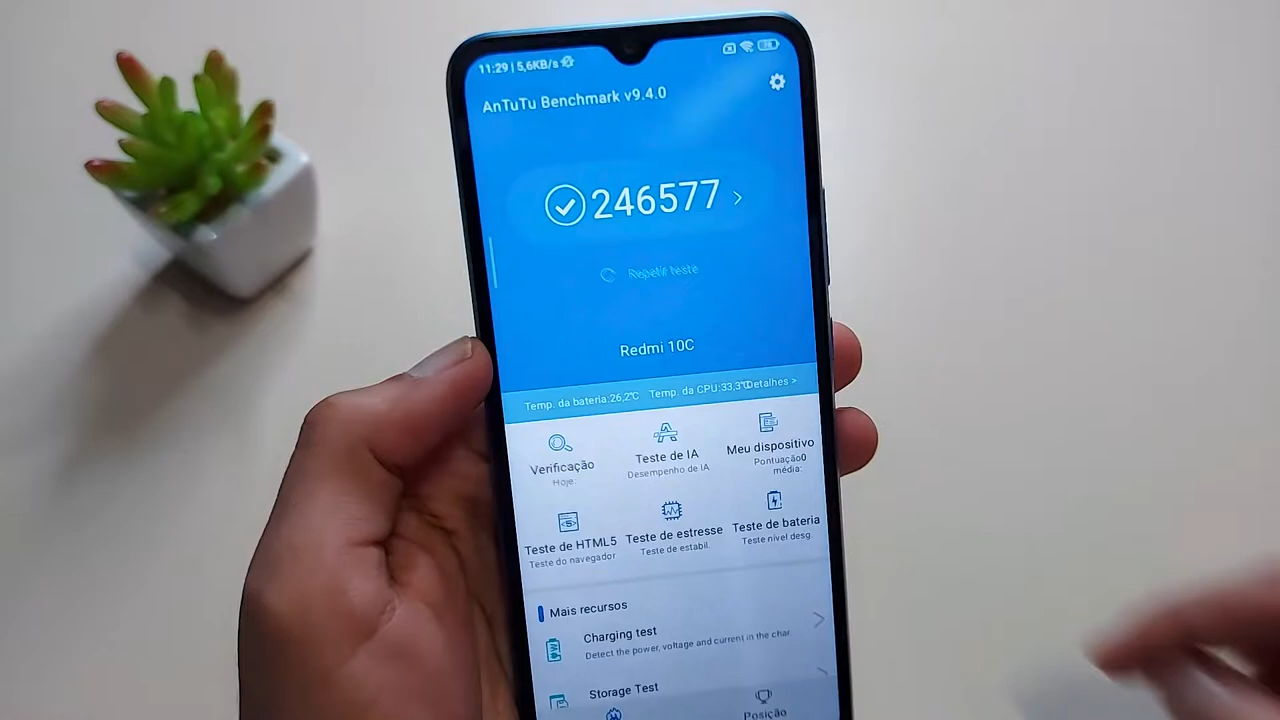 11:29 | 5,6KB/s
78
AnTuTu Benchmark v9.4.0
246577 >
Repetir teste
Redmi 10C
Temp. da bateria:26,2℃ Temp. da CPU:33,3℃ Detalhes >
Verificação
Hoje:
Teste de IA
Desempenho de IA
Meu dispositivo
Pontuação0
média:
Teste de HTML5
Teste do navegador
Teste de estresse
Teste de estabil.
Teste de bateria
Teste nível desg.
Mais recursos
Charging test
Detect the power, voltage and current in the char
Storage Test
Posição